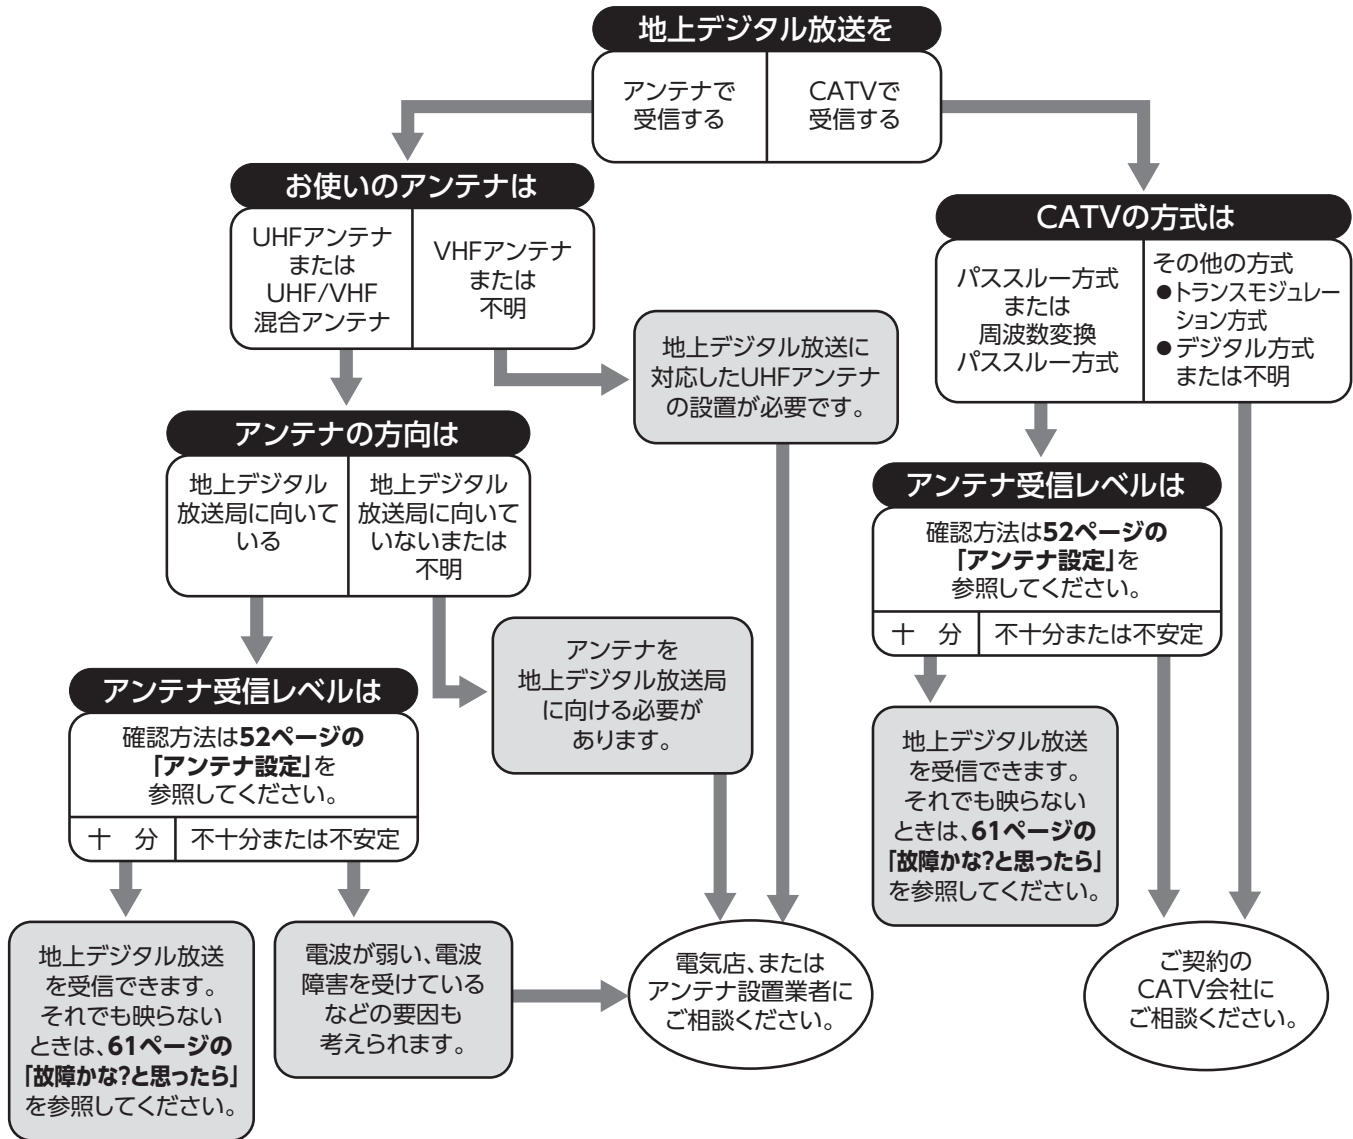 地上デジタル放送を
アンテナで
受信する
CATVで
受信する
お使いのアンテナは
UHFアンテナ
または
UHF/VHF
混合アンテナ
VHFアンテナ
または
不明
地上デジタル放送に
対応したUHFアンテナ
の設置が必要です。
アンテナの方向は
地上デジタル
放送局に向いて
いる
地上デジタル
放送局に向いて
いないまたは
不明
アンテナを
地上デジタル放送局
に向ける必要が
あります。
アンテナ受信レベルは
確認方法は52ページの
「アンテナ設定」を
参照してください。
十　分
不十分または不安定
地上デジタル放送
を受信できます。
それでも映らない
ときは、61ページの
「故障かな?と思ったら」
を参照してください。
電波が弱い、電波
障害を受けている
などの要因も
考えられます。
電気店、または
アンテナ設置業者に
ご相談ください。
CATVの方式は
パススルー方式
または
周波数変換
パススルー方式
その他の方式
●トランスモジュレー
ション方式
●デジタル方式
または不明
アンテナ受信レベルは
確認方法は52ページの
「アンテナ設定」を
参照してください。
十　分
不十分または不安定
地上デジタル放送
を受信できます。
それでも映らない
ときは、61ページの
「故障かな?と思ったら」
を参照してください。
ご契約の
CATV会社に
ご相談ください。